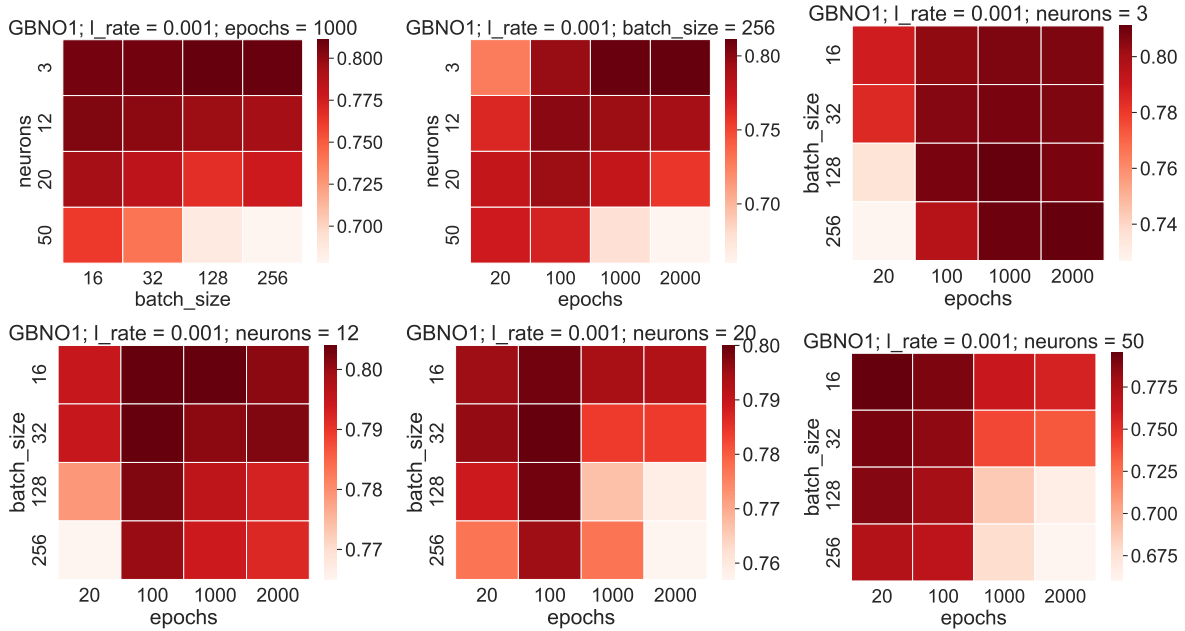 GBNO1; l_rate = 0.001; epochs = 1000
3
12
20
50
neurons
16 32 128 256
batch_size
0.800
0.775
0.750
0.725
0.700
GBNO1; l_rate = 0.001; batch_size = 256
3
12
20
50
neurons
20 100 1000 2000
epochs
0.80
0.75
0.70
GBNO1; l_rate = 0.001; neurons = 3
16
32
128
256
batch_size
20 100 1000 2000
epochs
0.80
0.78
0.76
0.74
GBNO1; l_rate = 0.001; neurons = 12
16
32
128
256
batch_size
20 100 1000 2000
epochs
0.80
0.79
0.78
0.77
GBNO1; l_rate = 0.001; neurons = 20
16
32
128
256
batch_size
20 100 1000 2000
epochs
0.80
0.79
0.78
0.77
0.76
GBNO1; l_rate = 0.001; neurons = 50
16
32
128
256
batch_size
20 100 1000 2000
epochs
0.775
0.750
0.725
0.700
0.675